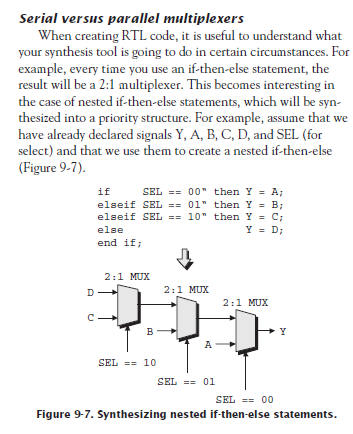 Serial versus parallel multiplexers
When creating RTL code, it is useful to understand what
your synthesis tool is going to do in certain circumstances. For
example, every time you use an if-then-else statement, the
result will be a 2:1 multiplexer. This becomes interesting in
the case of nested if-then-else statements, which will be syn-
thesized into a priority structure. For example, assume that we
have already declared signals Y, A, B, C, D, and SEL (for
select) and that we use them to create a nested if-then-else
(Figure 9-7).
if SEL == 00" then Y = A;
elseif SEL == 01" then Y = B;
elseif SEL == 10" then Y = C;
else Y = D;
end if;
2:1 MUX
D
2:1 MUX
2:1 MUX
C
B
Y
A
SEL == 10
SEL == 01
SEL == 00
Figure 9-7. Synthesizing nested if-then-else statements.